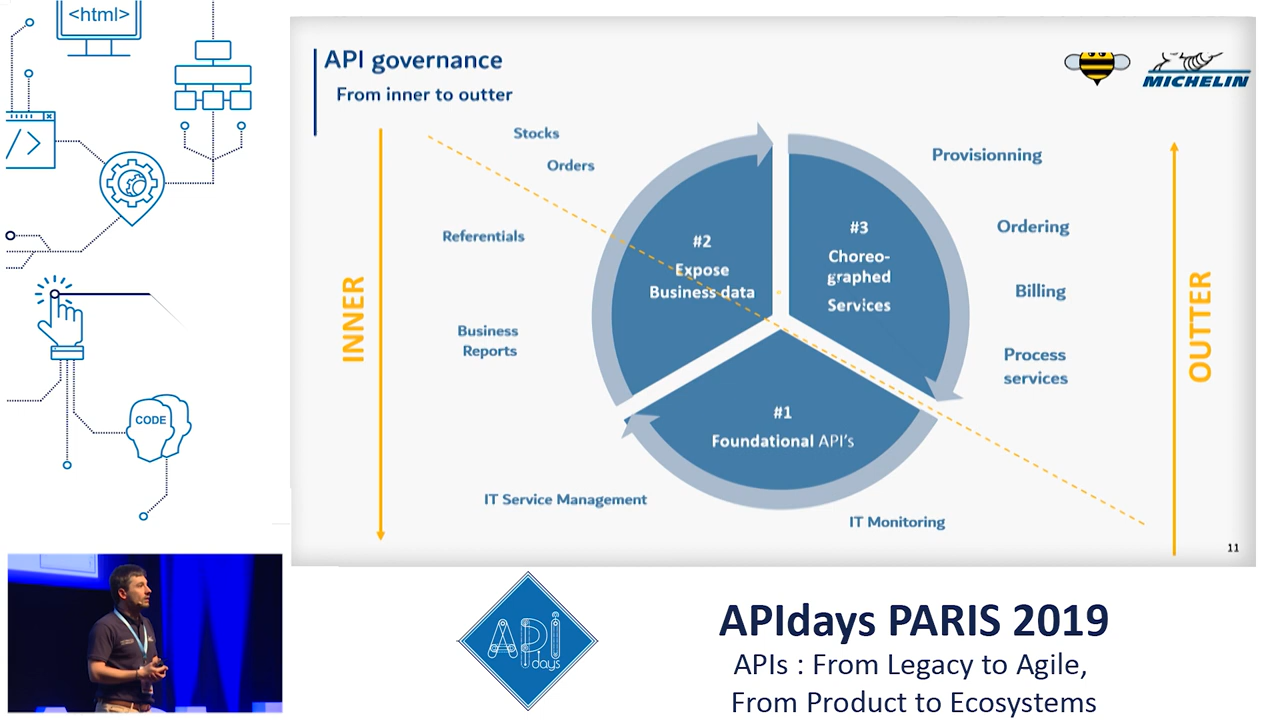 <html>
</>
CODE
API governance
From inner to outter
MICHELIN
Stocks
Orders
Referentials
Business
Reports
INNER
#2
Expose
Business data
#3
Choreo-
graphed
Services
#1
Foundational API's
Provisionning
Ordering
Billing
Process
services
OUTTER
IT Service Management
IT Monitoring
11
API
days
APIdays PARIS 2019
APIs : From Legacy to Agile,
From Product to Ecosystems